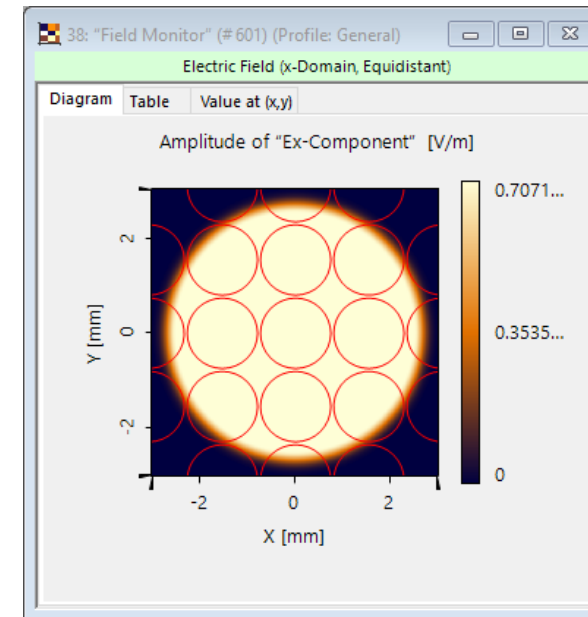 38: "Field Monitor" (# 601) (Profile: General)
Electric Field (x-Domain, Equidistant)
Diagram Table Value at (x,y)
Amplitude of "Ex-Component" [V/m]
0.7071...
0.3535...
0
2
0
-2
Y [mm]
-2 0 2
X [mm]